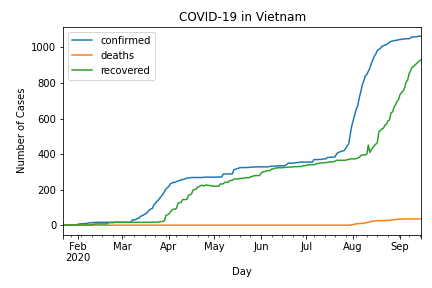 COVID-19 in Vietnam
confirmed
deaths
recovered
Number of Cases
1000
800
600
400
200
0
Feb Mar Apr May Jun Jul Aug Sep
2020
Day